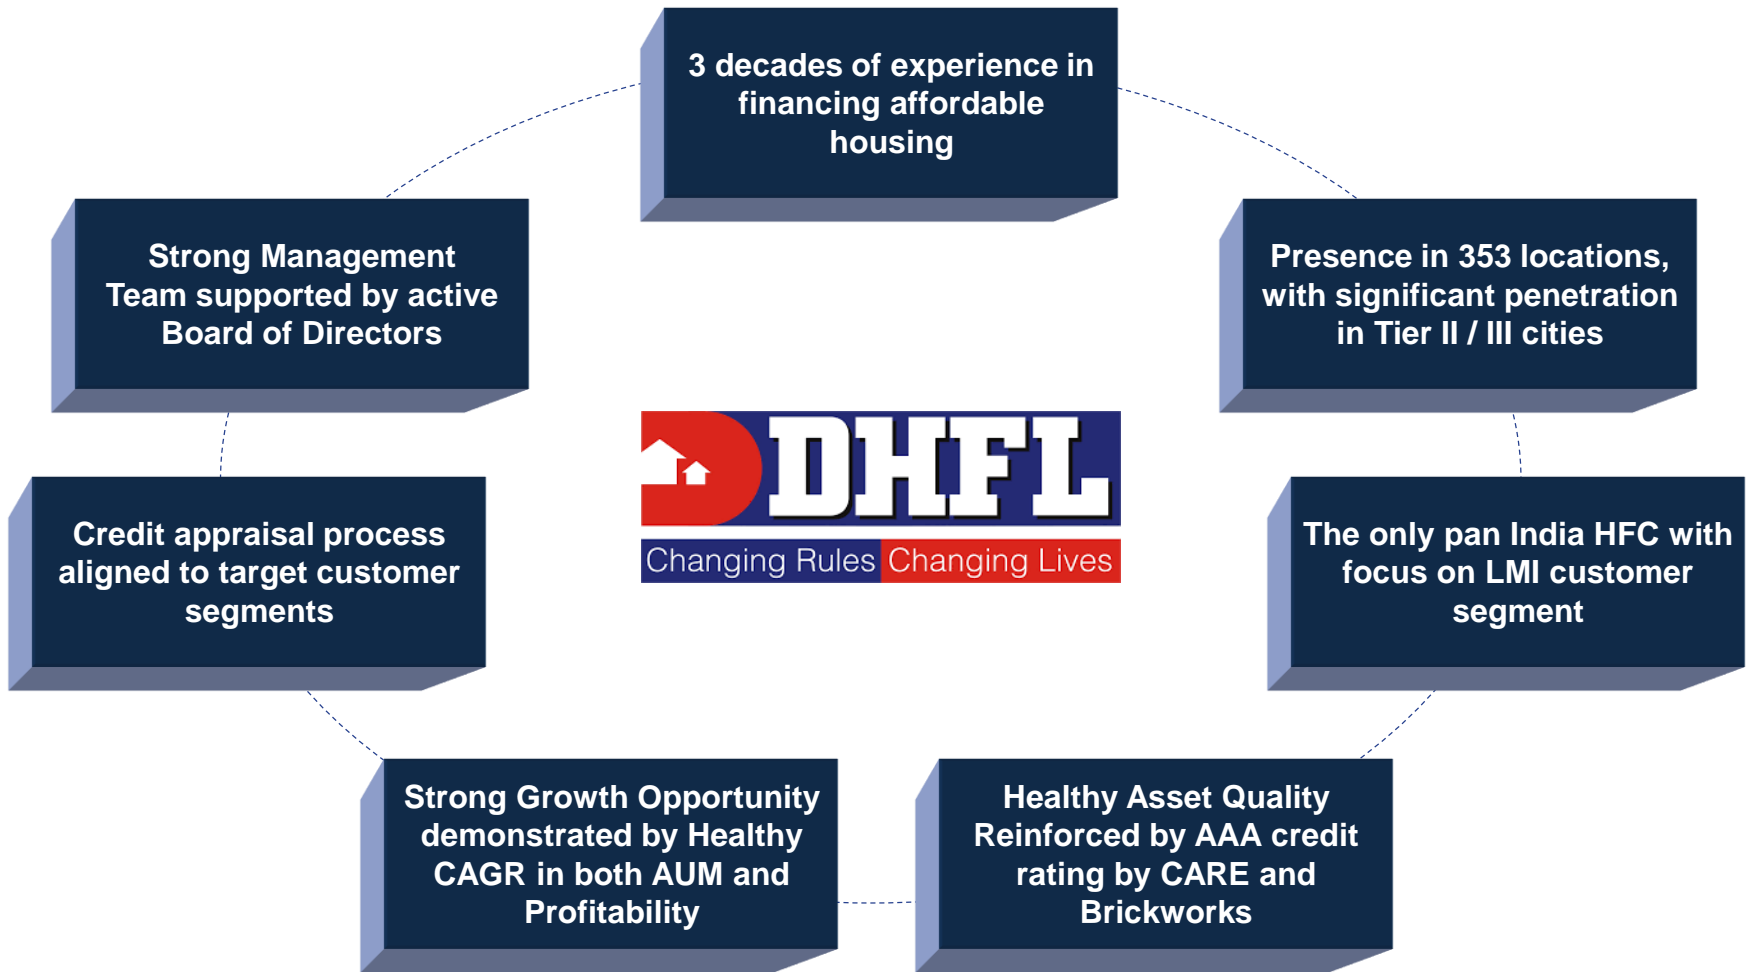 3 decades of experience in
financing affordable
housing
Strong Management
Team supported by active
Board of Directors
Presence in 353 locations,
with significant penetration
in Tier II / III cities
DHFL
Changing Rules Changing Lives
Credit appraisal process
aligned to target customer
segments
The only pan India HFC with
focus on LMI customer
segment
Strong Growth Opportunity
demonstrated by Healthy
CAGR in both AUM and
Profitability
Healthy Asset Quality
Reinforced by AAA credit
rating by CARE and
Brickworks